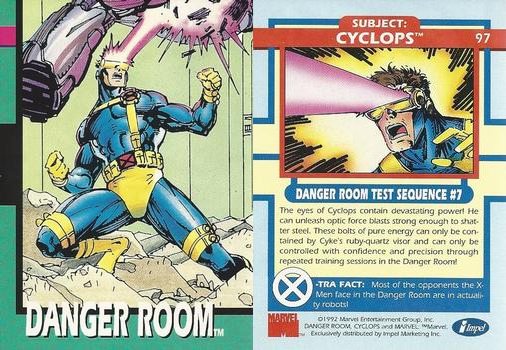 DANGER ROOM™
SUBJECT:
CYCLOPS™
97
DANGER ROOM TEST SEQUENCE #7
The eyes of Cyclops contain devastating power! He
can unleash optic force blasts strong enough to shat-
ter steel. These bolts of pure energy can only be con-
tained by Cyke's ruby-quartz visor and can only be
controlled with confidence and precision through
repeated training sessions in the Danger Room!
X
-TRA FACT: Most of the opponents the X-
Men face in the Danger Room are in actuali-
ty robots!
MARVEL
©1992 Marvel Entertainment Group, Inc.
DANGER ROOM, CYCLOPS and MARVEL: ™Marvel.
Exclusively distributed by Impel Marketing Inc.
Impel